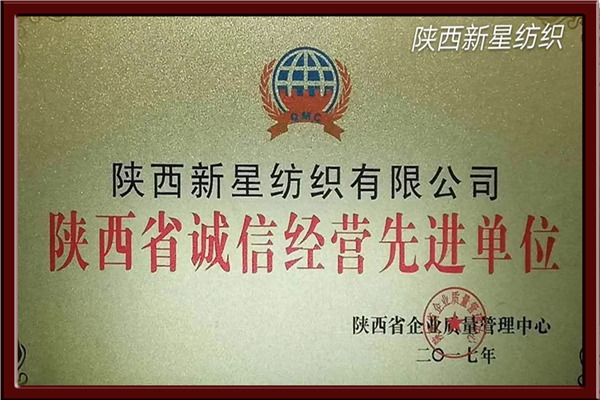 陕西新星纺织
QMC
陕西新星纺织有限公司
陕西省诚信经营先进单位
陕西省企业质量管理中心
二〇一七年